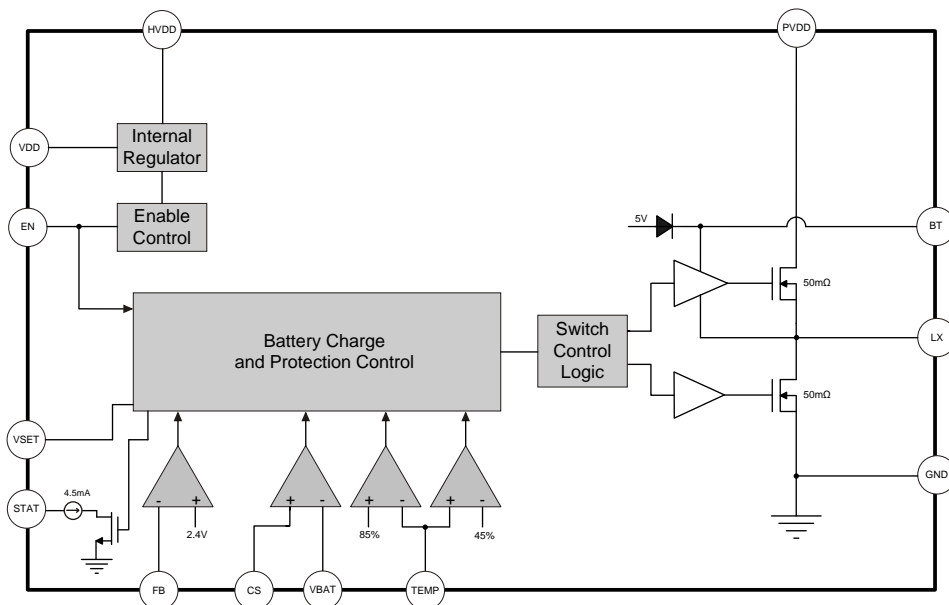 HVDD
PVDD
VDD
Internal
Regulator
EN
Enable
Control
5V
BT
50mΩ
Battery Charge
and Protection Control
Switch
Control
Logic
LX
50mΩ
VSET
GND
STAT
4.5mA
- +
2.4V
+ -
- 
85%
+ -
45%
FB
CS
VBAT
TEMP